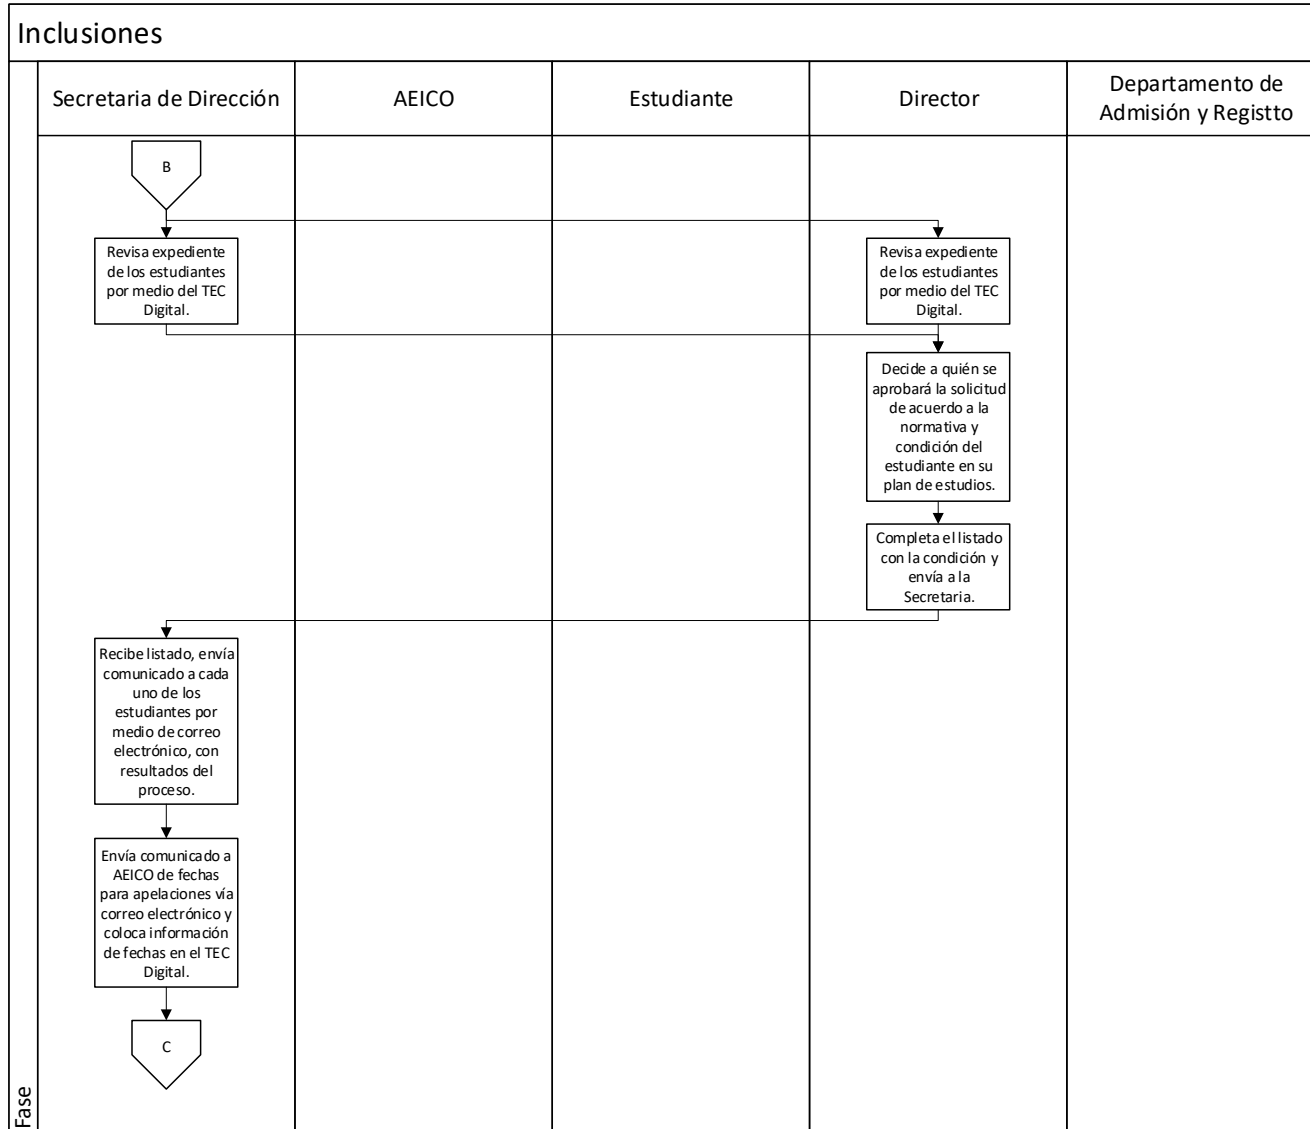 Inclusiones
Secretaria de Dirección
AEICO
Estudiante
Director
Departamento de
Admisión y Registto
B
Revisa expediente
de los estudiantes
por medio del TEC
Digital.
Revisa expediente
de los estudiantes
por medio del TEC
Digital.
Decide a quién se
aprobará la solicitud
de acuerdo a la
normativa y
condición del
estudiante en su
plan de estudios.
Completa el listado
con la condición y
envía a la
Secretaria.
Recibe listado, envía
comunicado a cada
uno de los
estudiantes por
medio de correo
electrónico, con
resultados del
proceso.
Envía comunicado a
AEICO de fechas
para apelaciones vía
correo electrónico y
coloca información
de fechas en el TEC
Digital.
C
Fase